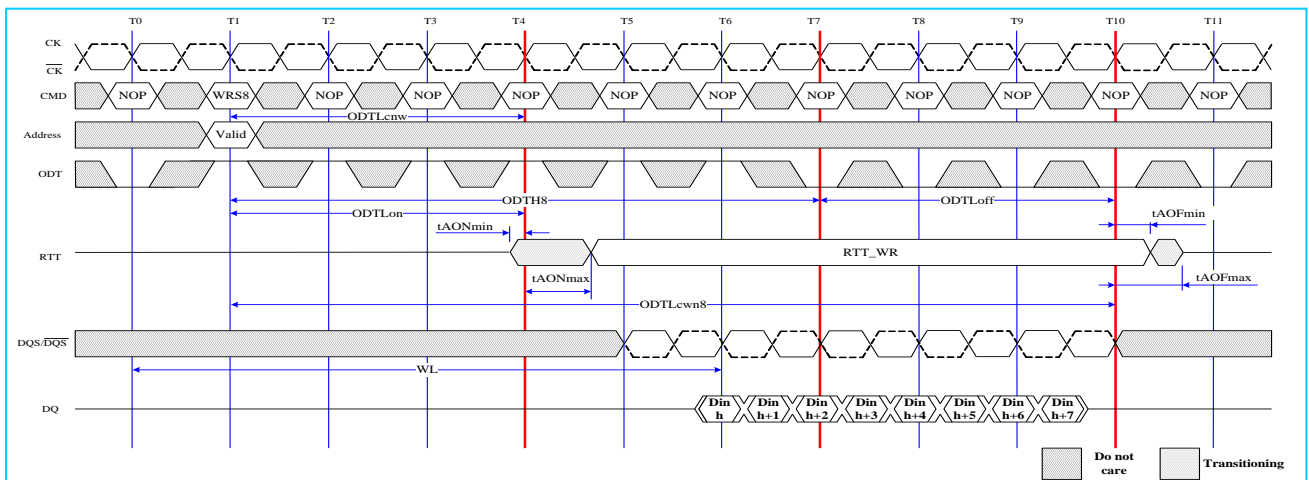 T0 T1 T2 T3 T4 T5 T6 T7 T8 T9 T10 T11
CK
CK
CMD NOP WRS8 NOP NOP NOP NOP NOP NOP NOP NOP NOP NOP
ODTLcnw
Address Valid
ODT
ODTH8 ODTLoff
ODTLon
tAONmin tAOFmin
RTT RTT_WR
tAONmax tAOFmax
ODTLcwn8
DQS/DQS
WL
DQ Din h Din h+1 Din h+2 Din h+3 Din h+4 Din h+5 Din h+6 Din h+7
Do not care Transitioning